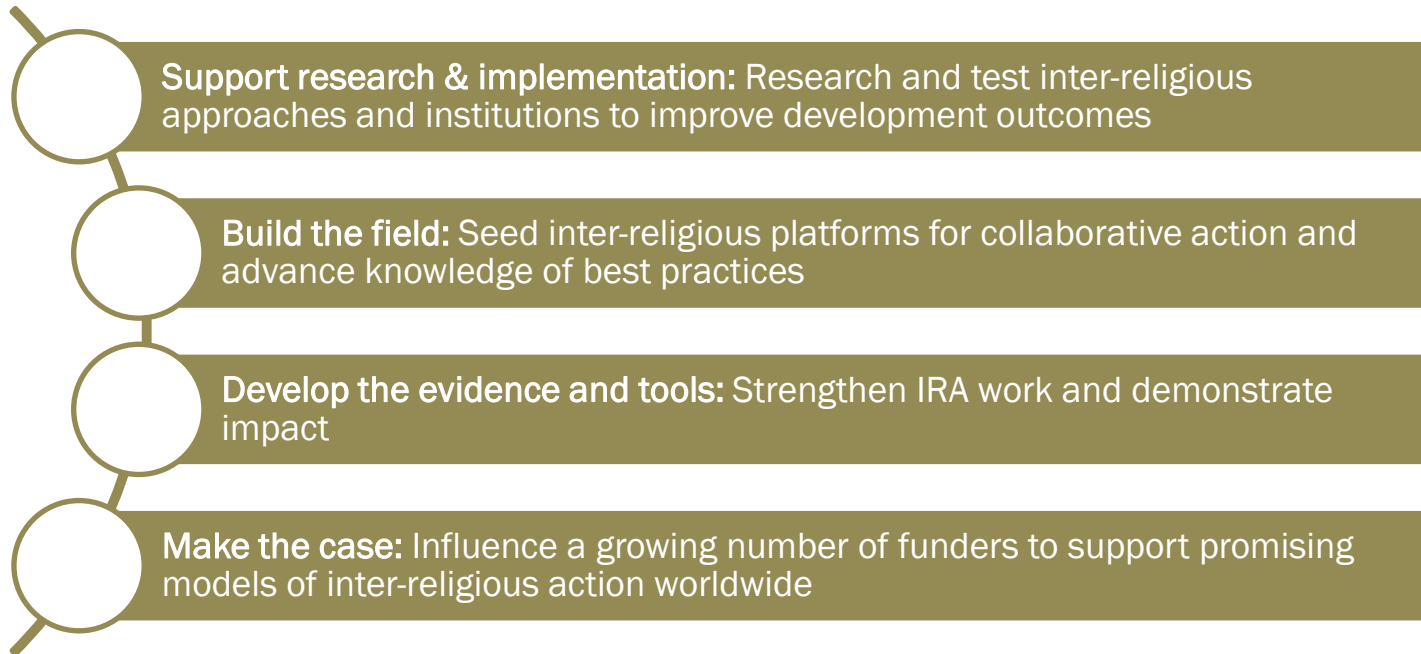 Support research & implementation: Research and test inter-religious
approaches and institutions to improve development outcomes
Build the field: Seed inter-religious platforms for collaborative action and
advance knowledge of best practices
Develop the evidence and tools: Strengthen IRA work and demonstrate
impact
Make the case: Influence a growing number of funders to support promising
models of inter-religious action worldwide